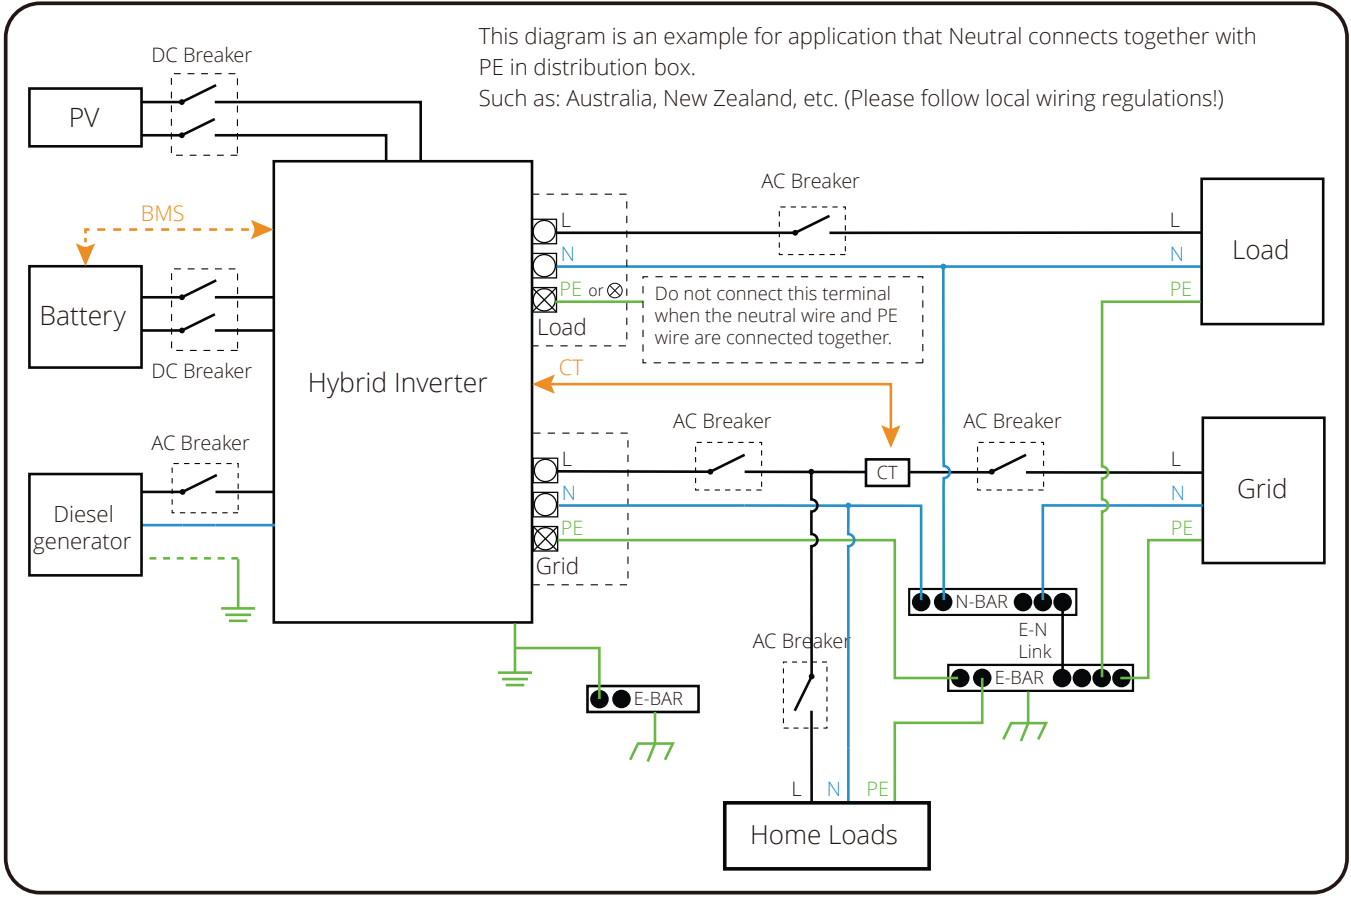 This diagram is an example for application that Neutral connects together with
PE in distribution box.
Such as: Australia, New Zealand, etc. (Please follow local wiring regulations!)
DC Breaker
PV
BMS
Battery
DC Breaker
AC Breaker
Diesel
generator
Hybrid Inverter
L
N
PE or
Load
Do not connect this terminal
when the neutral wire and PE
wire are connected together.
AC Breaker
L
N
PE
Load
CT
AC Breaker
CT
AC Breaker
L
N
PE
Grid
L
N
PE
Grid
N-BAR
E-N
Link
E-BAR
E-BAR
AC Breaker
L
N
PE
Home Loads